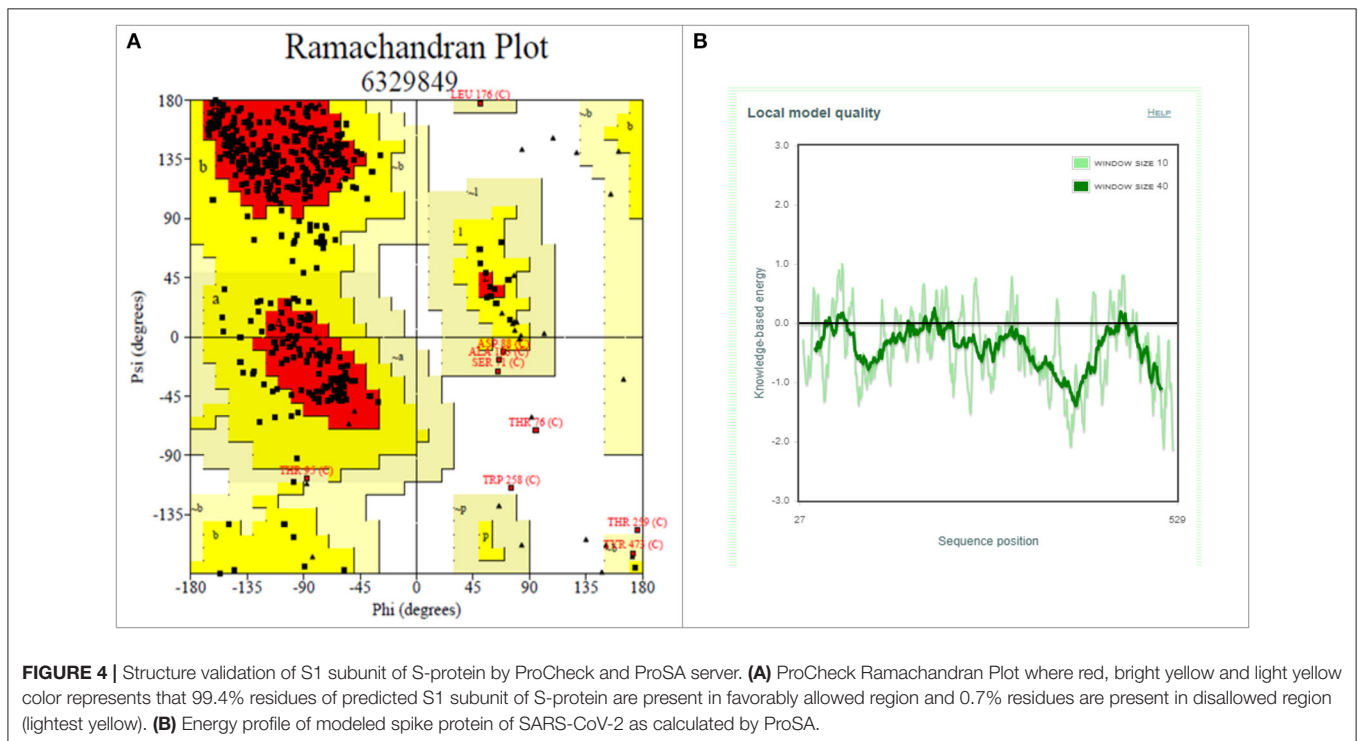 A
Ramachandran Plot
6329849
LEU 176 (C)
180
135
90
45
0
-45
-90
-135
-180
-135
-90
-45
0
45
90
135
180
Psi (degrees)
Phi (degrees)
b
~b
~b
b
~l
l
a
A
~a
ASP 88 (C)
SER 71 (C)
THR 76 (C)
THR 95 (C)
TRP 258 (C)
~b
~p
b
p
THR 259 (C)
TYR 473 (C)
B
Local model quality
HELP
3.0
2.0
1.0
0.0
-1.0
-2.0
-3.0
WINDOW SIZE 10
WINDOW SIZE 40
Knowledge-based energy
27
529
Sequence position
FIGURE 4 | Structure validation of S1 subunit of S-protein by ProCheck and ProSA server. (A) ProCheck Ramachandran Plot where red, bright yellow and light yellow
color represents that 99.4% residues of predicted S1 subunit of S-protein are present in favorably allowed region and 0.7% residues are present in disallowed region
(lightest yellow). (B) Energy profile of modeled spike protein of SARS-CoV-2 as calculated by ProSA.